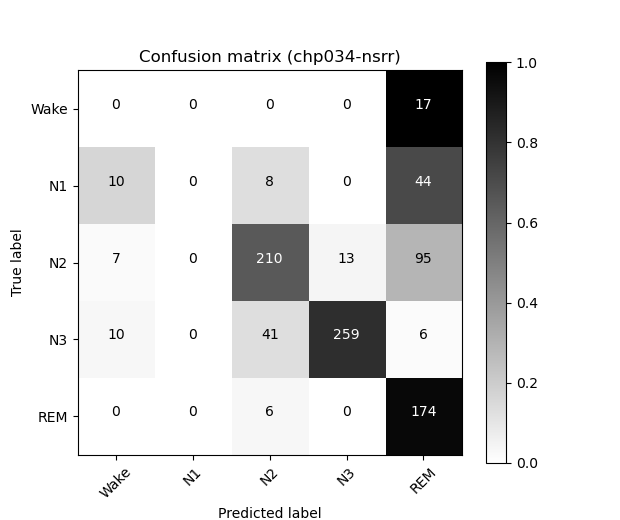 Confusion matrix (chp034-nsrr)
Wake 0 0 0 0 17
N1 10 0 8 0 44
N2 7 0 210 13 95
N3 10 0 41 259 6
REM 0 0 6 0 174
Wake N1 N2 N3 REM
Predicted label
True label
1.0
0.8
0.6
0.4
0.2
0.0